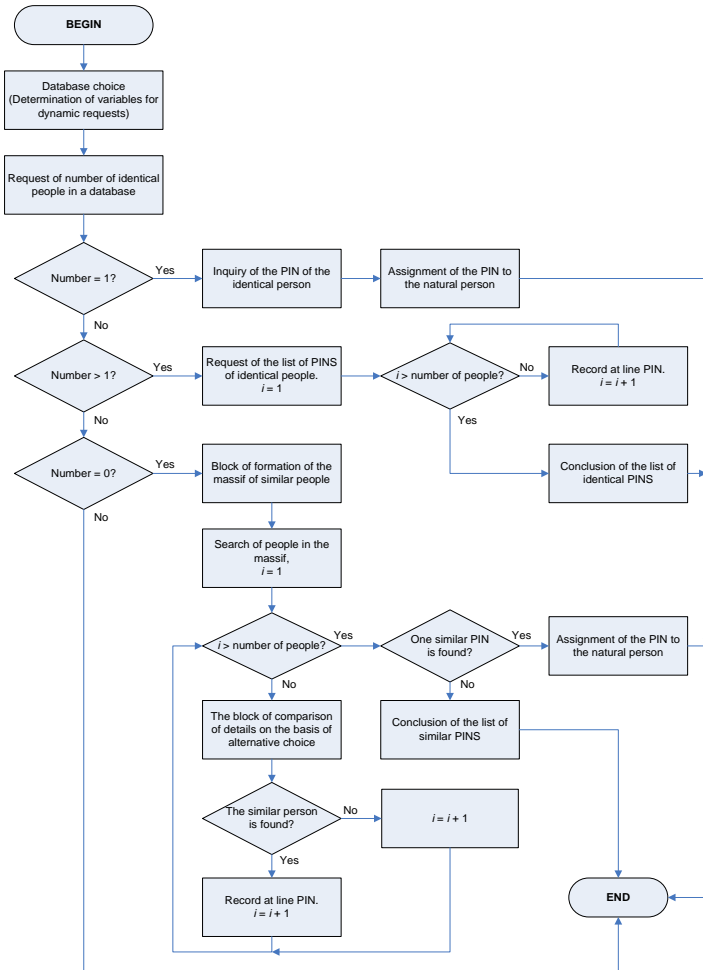 BEGIN
Database choice
(Determination of variables for
dynamic requests)
Request of number of identical
people in a database
Number = 1?
Yes
Inquiry of the PIN of the
identical person
Assignment of the PIN to
the natural person
No
Number > 1?
Yes
Request of the list of PINS
of identical people.
i = 1
i > number of people?
No
Record at line PIN.
i = i + 1
Yes
Conclusion of the list of
identical PINS
No
Number = 0?
Yes
Block of formation of the
massif of similar people
No
Search of people in the
massif,
i = 1
i > number of people?
Yes
One similar PIN
is found?
Yes
Assignment of the PIN to
the natural person
No
No
The block of comparison
of details on the basis of
alternative choice
Conclusion of the list of
similar PINS
The similar person
is found?
No
i = i + 1
Yes
Record at line PIN.
i = i + 1
END